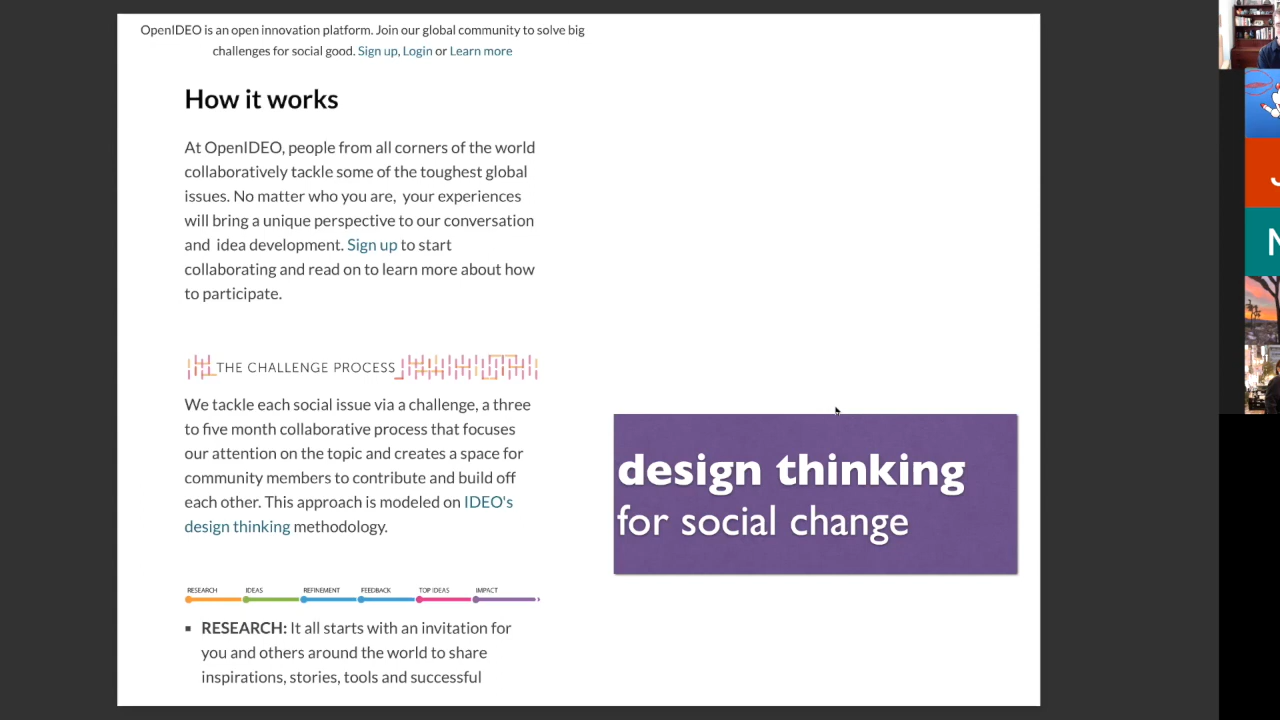 OpenIDEO is an open innovation platform. Join our global community to solve big
challenges for social good. Sign up, Login or Learn more
How it works
At OpenIDEO, people from all corners of the world
collaboratively tackle some of the toughest global
issues. No matter who you are, your experiences
will bring a unique perspective to our conversation
and idea development. Sign up to start
collaborating and read on to learn more about how
to participate.
THE CHALLENGE PROCESS
We tackle each social issue via a challenge, a three
to five month collaborative process that focuses
our attention on the topic and creates a space for
community members to contribute and build off
each other. This approach is modeled on IDEO's
design thinking methodology.
RESEARCH IDEAS REFINEMENT FEEDBACK TOP IDEAS IMPACT
▪ RESEARCH: It all starts with an invitation for
you and others around the world to share
inspirations, stories, tools and successful
design thinking
for social change